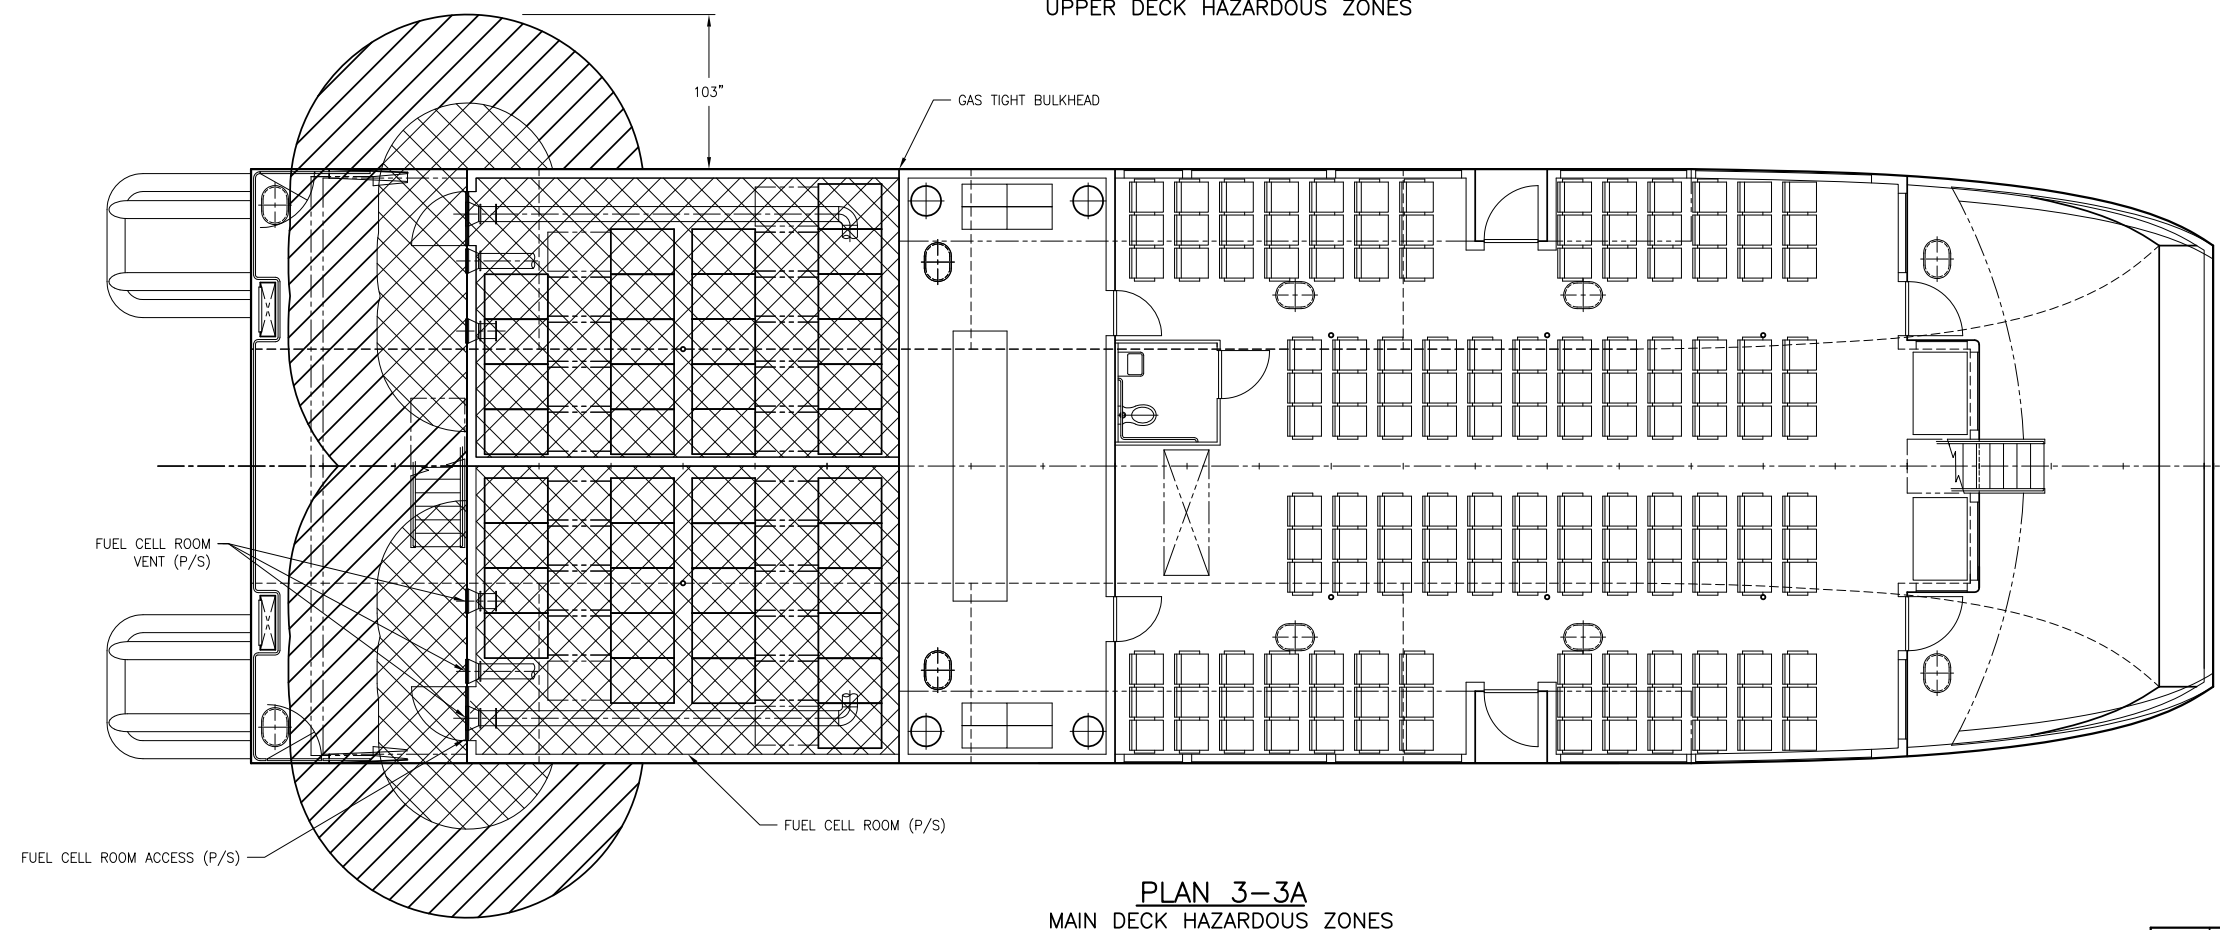 UPPER DECK HAZARDOUS ZONES
103"
GAS TIGHT BULKHEAD
FUEL CELL ROOM
VENT (P/S)
FUEL CELL ROOM (P/S)
FUEL CELL ROOM ACCESS (P/S)
PLAN 3-3A
MAIN DECK HAZARDOUS ZONES